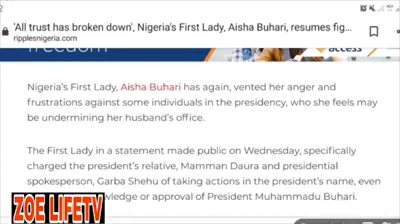 'All trust has broken down', Nigeria's First Lady, Aisha Buhari, resumes fig...
ripplesnigeria.com
freedom
access
Nigeria's First Lady, Aisha Buhari has again, vented her anger and
frustrations against some individuals in the presidency, who she feels may
be undermining her husband's office.
The First Lady in a statement made public on Wednesday, specifically
charged the president's relative, Mamman Daura and presidential
spokesperson, Garba Shehu of taking actions in the president's name, even
wledge or approval of President Muhammadu Buhari.
ZOE LIFETV